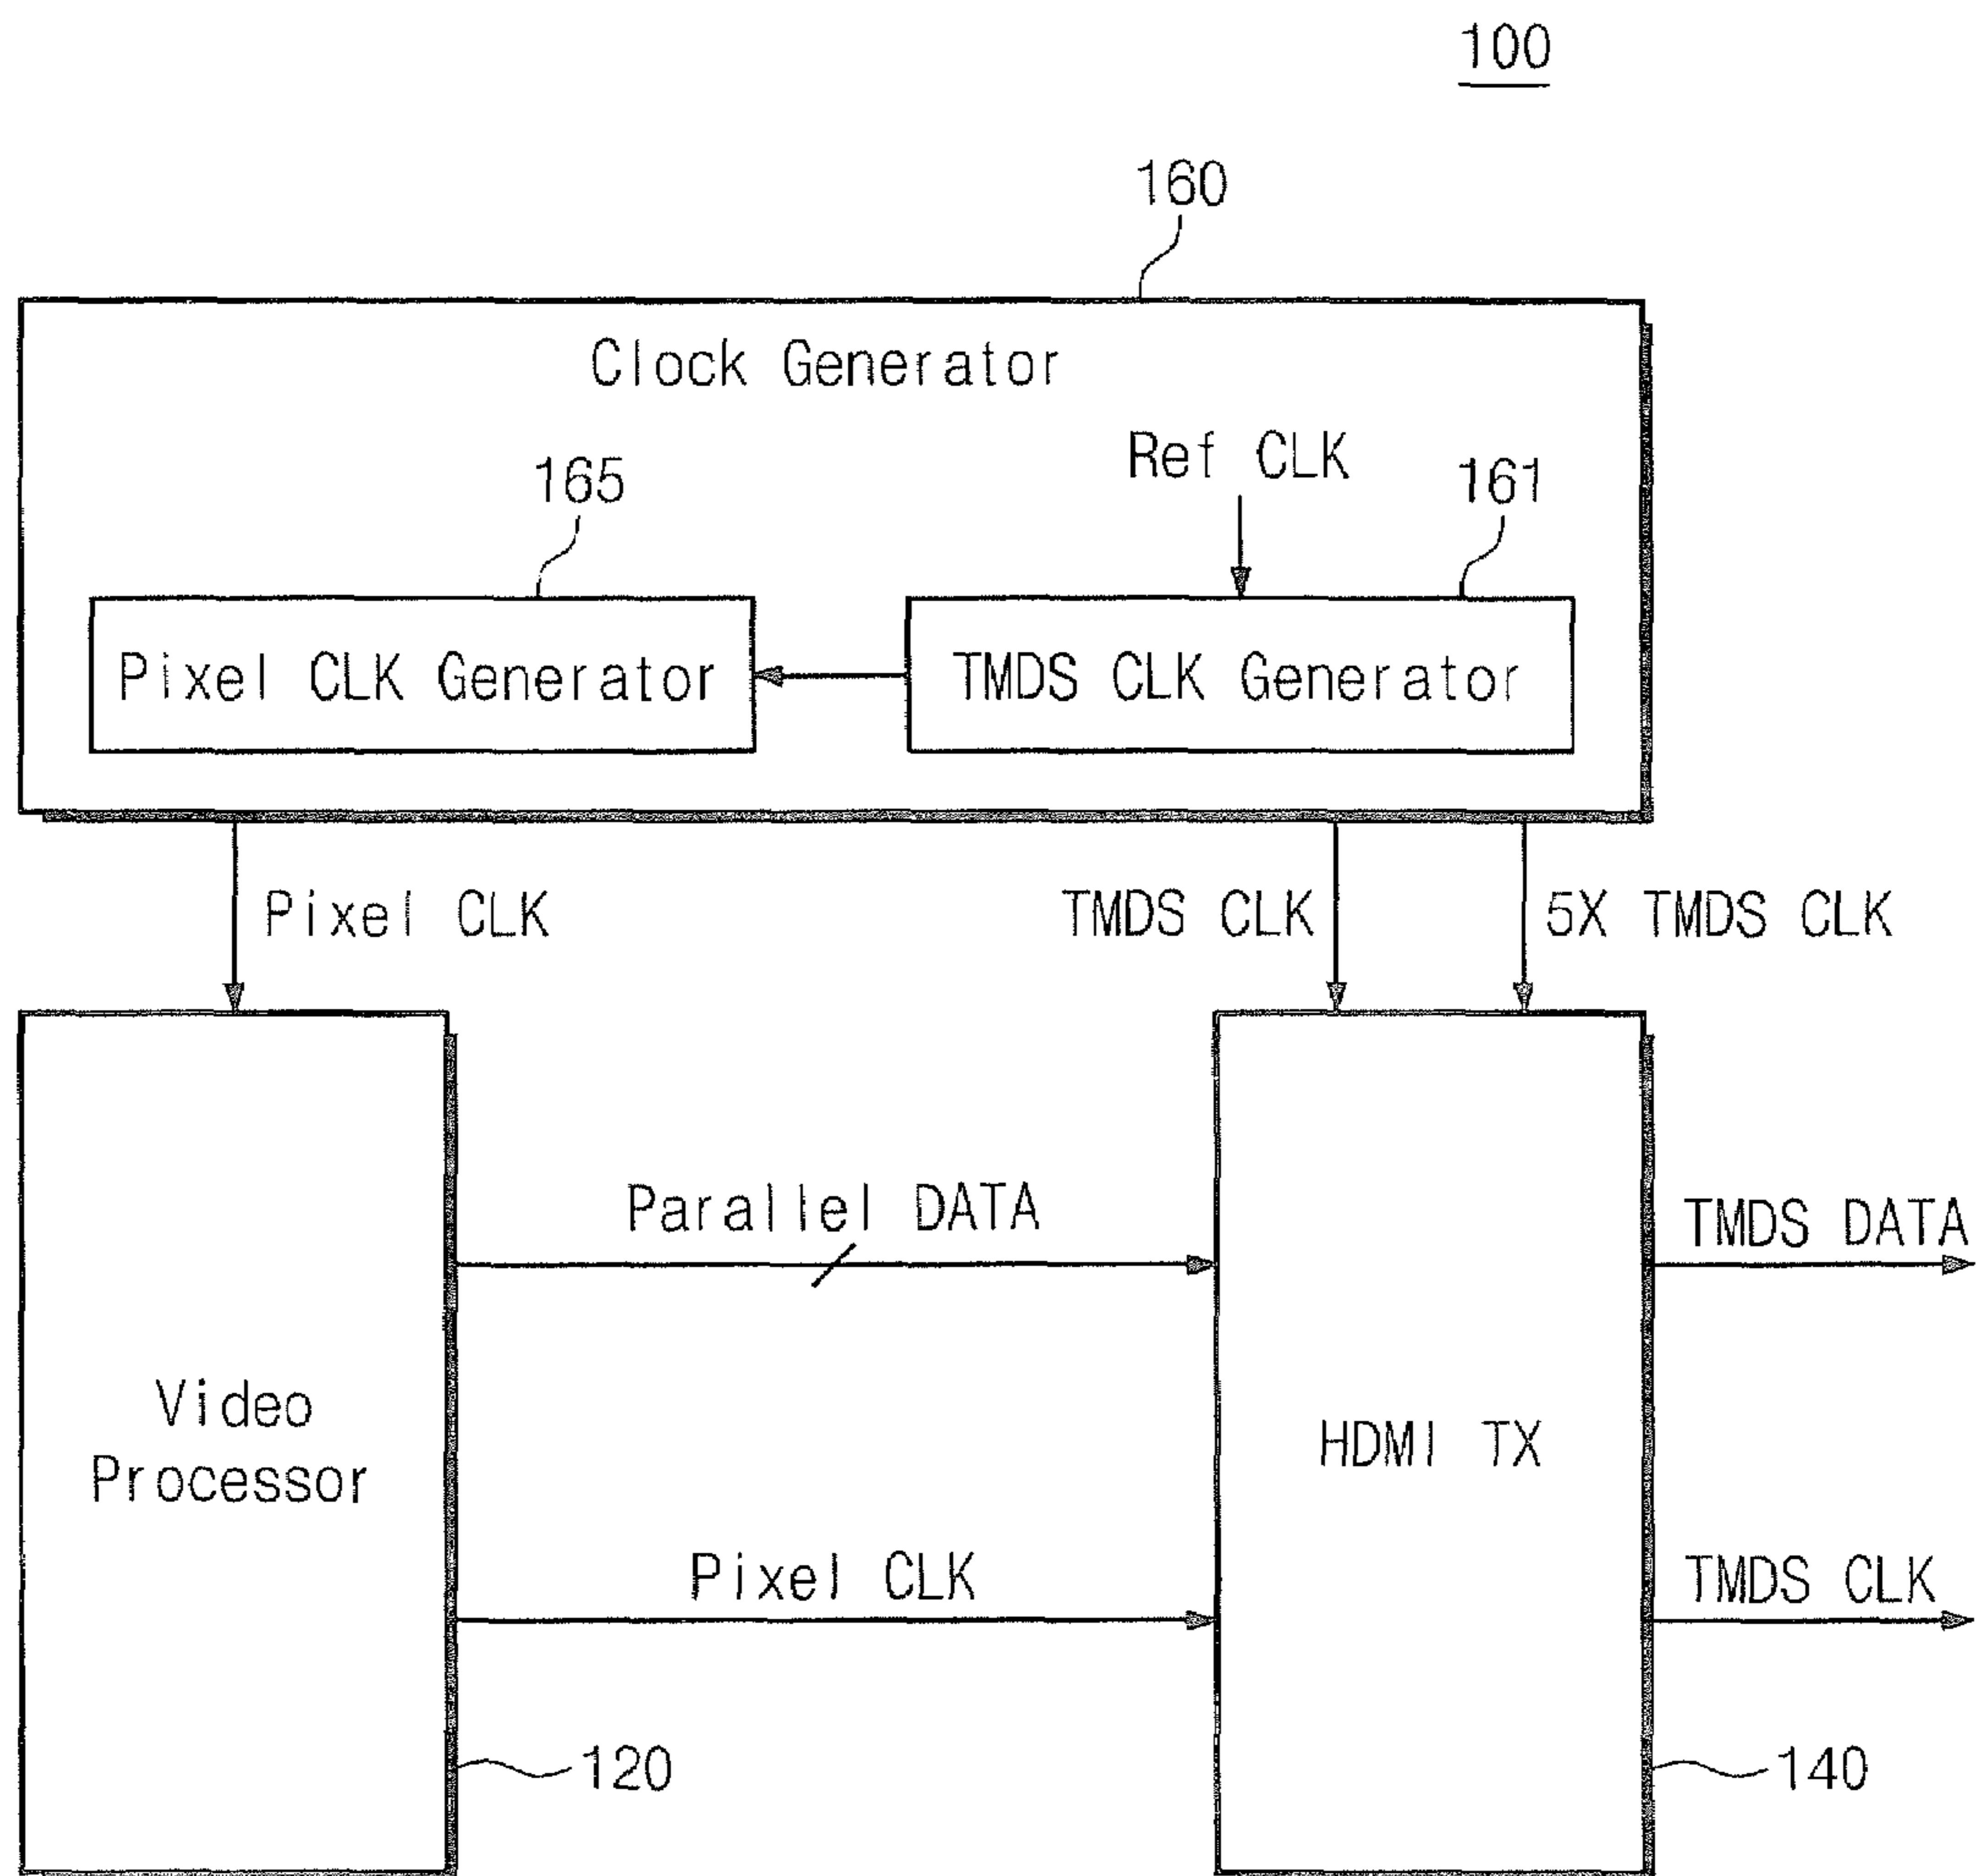 100
160
Clock Generator
Ref CLK
165
161
Pixel CLK Generator
TMDS CLK Generator
Pixel CLK
TMDS CLK
5X TMDS CLK
Parallel DATA
TMDS DATA
Video
Processor
HDMI TX
Pixel CLK
TMDS CLK
120
140